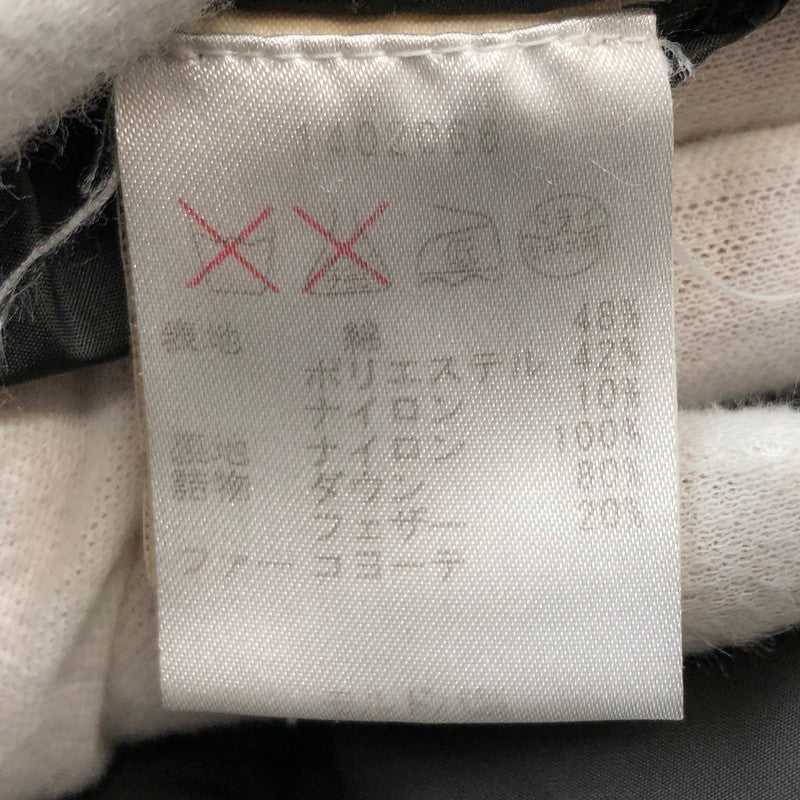 表地 綿 48%
ポリエステル 42%
ナイロン 10%
裏地 ナイロン 100%
詰物 ダウン 80%
フェザー 20%
ファー コヨーテ